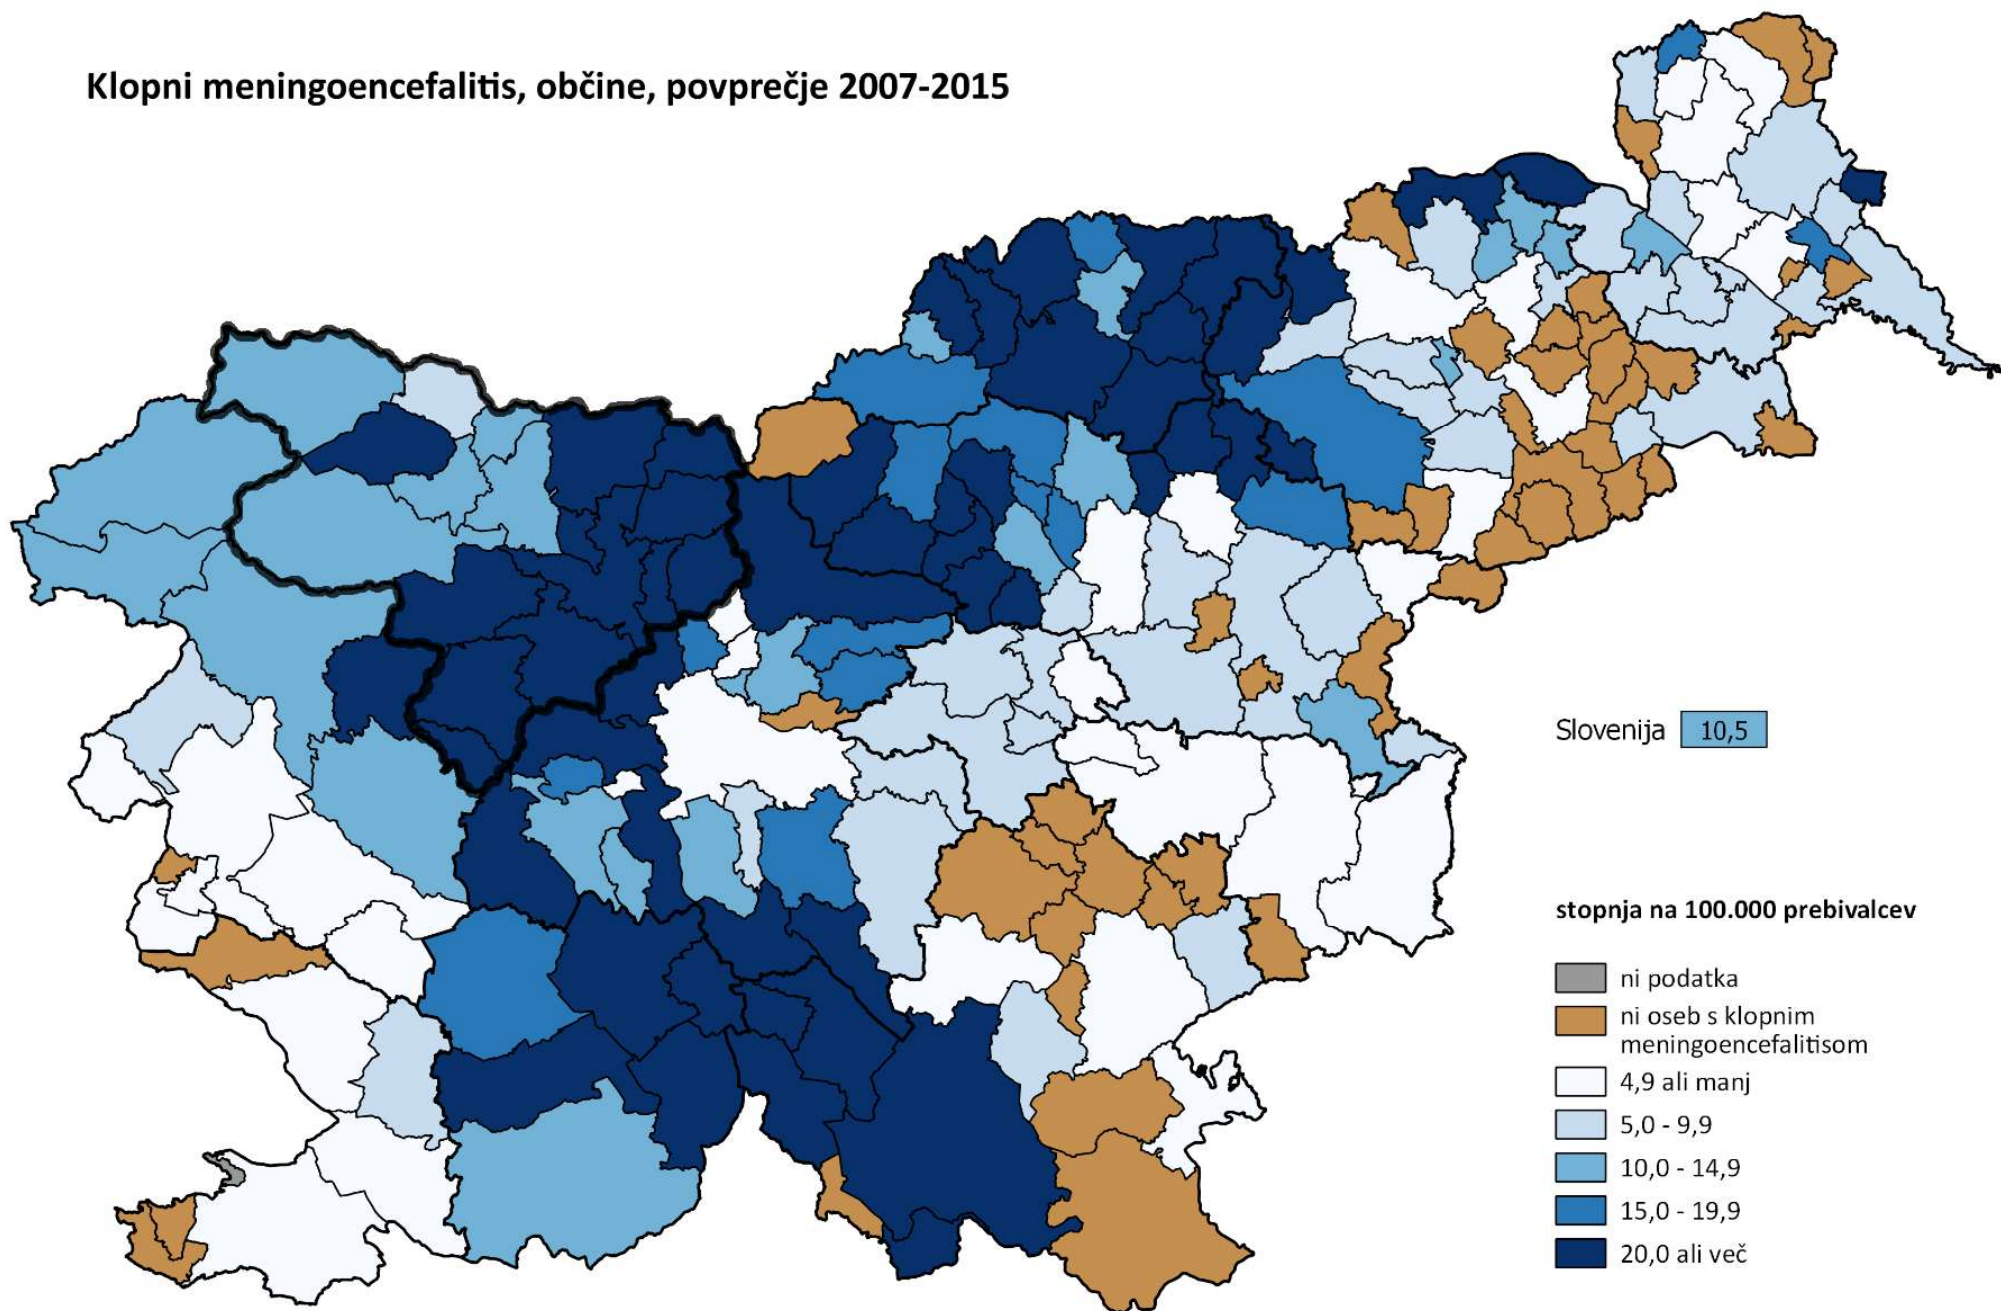 Klopni meningoencefalitis, občine, povprečje 2007-2015
Slovenija 10,5
stopnja na 100.000 prebivalcev
ni podatka
ni oseb s klopnim
meningoencefalitisom
4,9 ali manj
5,0 - 9,9
10,0 - 14,9
15,0 - 19,9
20,0 ali več